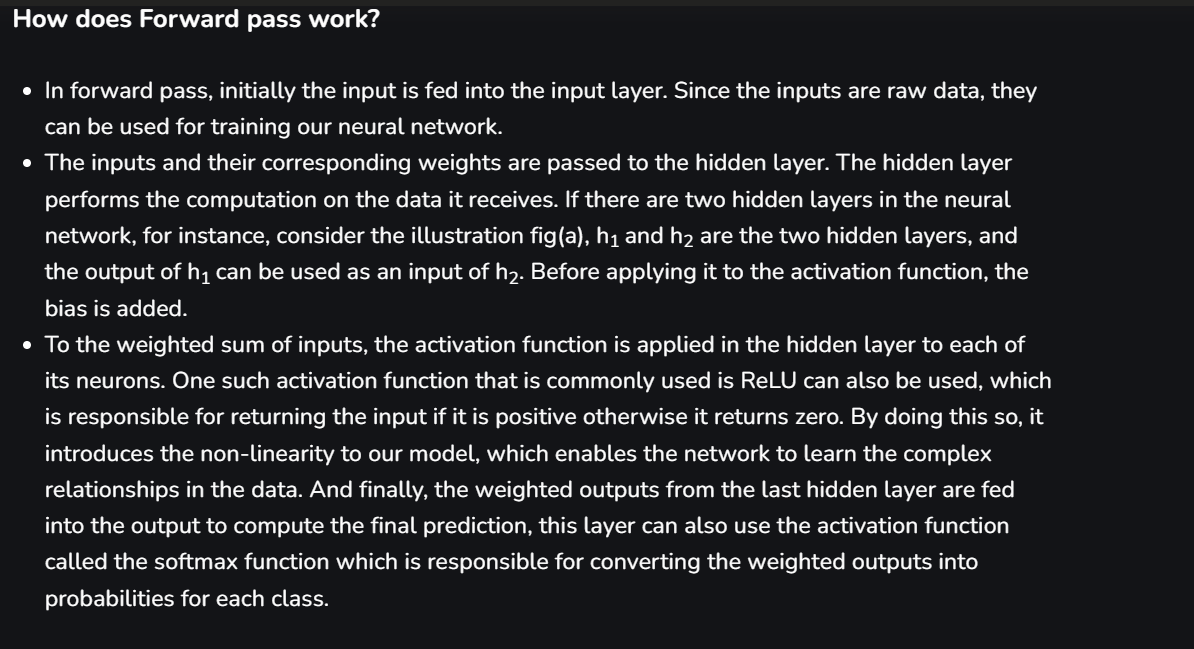 How does Forward pass work?
• In forward pass, initially the input is fed into the input layer. Since the inputs are raw data, they
can be used for training our neural network.
• The inputs and their corresponding weights are passed to the hidden layer. The hidden layer
performs the computation on the data it receives. If there are two hidden layers in the neural
network, for instance, consider the illustration fig(a), h₁ and h₂ are the two hidden layers, and
the output of h₁ can be used as an input of h₂. Before applying it to the activation function, the
bias is added.
• To the weighted sum of inputs, the activation function is applied in the hidden layer to each of
its neurons. One such activation function that is commonly used is ReLU can also be used, which
is responsible for returning the input if it is positive otherwise it returns zero. By doing this so, it
introduces the non-linearity to our model, which enables the network to learn the complex
relationships in the data. And finally, the weighted outputs from the last hidden layer are fed
into the output to compute the final prediction, this layer can also use the activation function
called the softmax function which is responsible for converting the weighted outputs into
probabilities for each class.